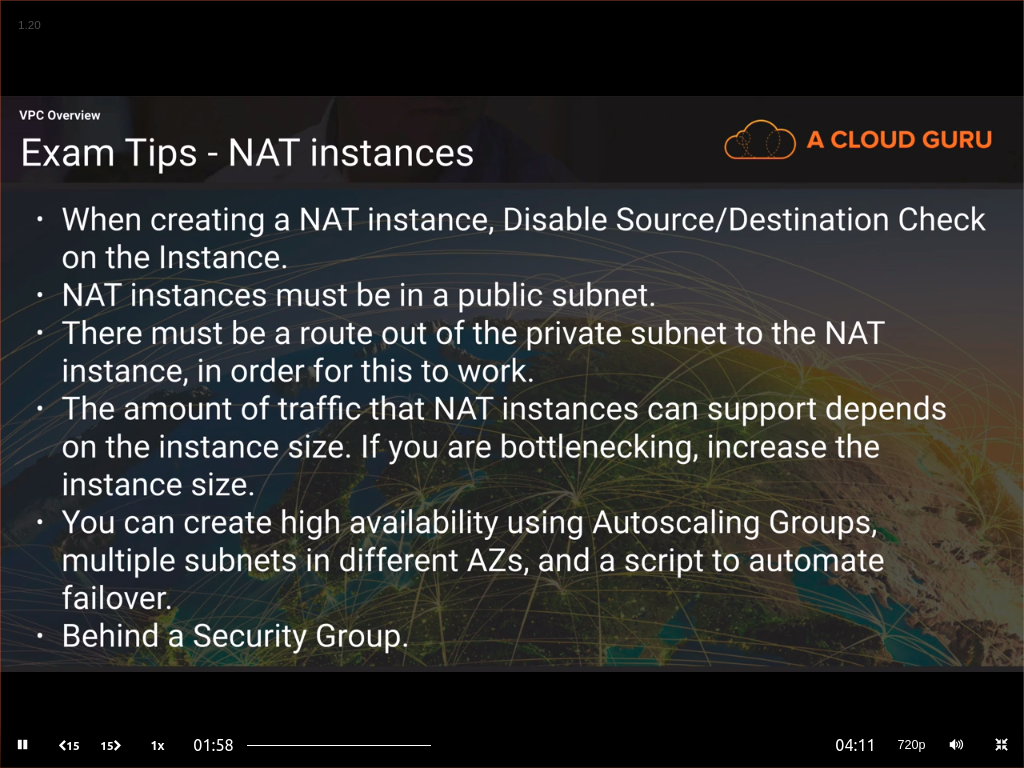 1.20
VPC Overview
Exam Tips - NAT instances
A CLOUD GURU
• When creating a NAT instance, Disable Source/Destination Check
on the Instance.
• NAT instances must be in a public subnet.
• There must be a route out of the private subnet to the NAT
instance, in order for this to work.
• The amount of traffic that NAT instances can support depends
on the instance size. If you are bottlenecking, increase the
instance size.
• You can create high availability using Autoscaling Groups,
multiple subnets in different AZs, and a script to automate
failover.
• Behind a Security Group.
15 15 1x 01:58 04:11 720p